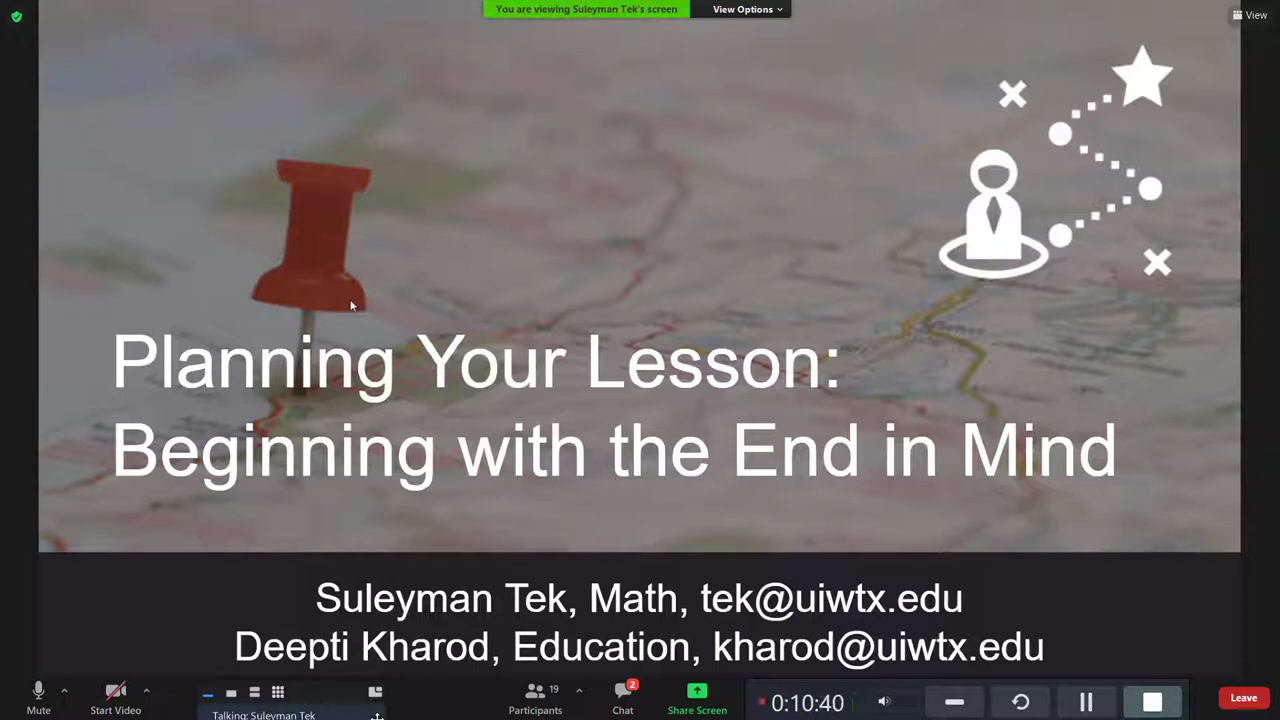 You are viewing Suleyman Tek's screen
View Options
View
Planning Your Lesson:
Beginning with the End in Mind
Suleyman Tek, Math, tek@uiwtx.edu
Deepti Kharod, Education, kharod@uiwtx.edu
Mute
Start Video
Talking: Suleyman Tek
19
Participants
2
Chat
Share Screen
0:10:40
Leave